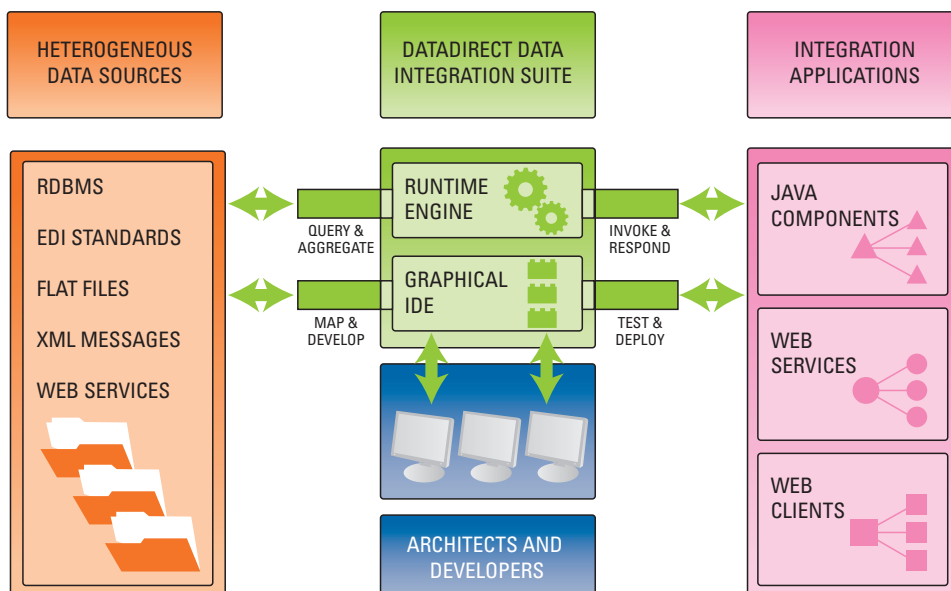 HETEROGENEOUS
DATA SOURCES
DATADIRECT DATA
INTEGRATION SUITE
INTEGRATION
APPLICATIONS
RDBMS
EDI STANDARDS
FLAT FILES
XML MESSAGES
WEB SERVICES
QUERY &
AGGREGATE
MAP &
DEVELOP
RUNTIME
ENGINE
GRAPHICAL
IDE
INVOKE &
RESPOND
TEST &
DEPLOY
JAVA
COMPONENTS
WEB
SERVICES
WEB
CLIENTS
ARCHITECTS AND
DEVELOPERS